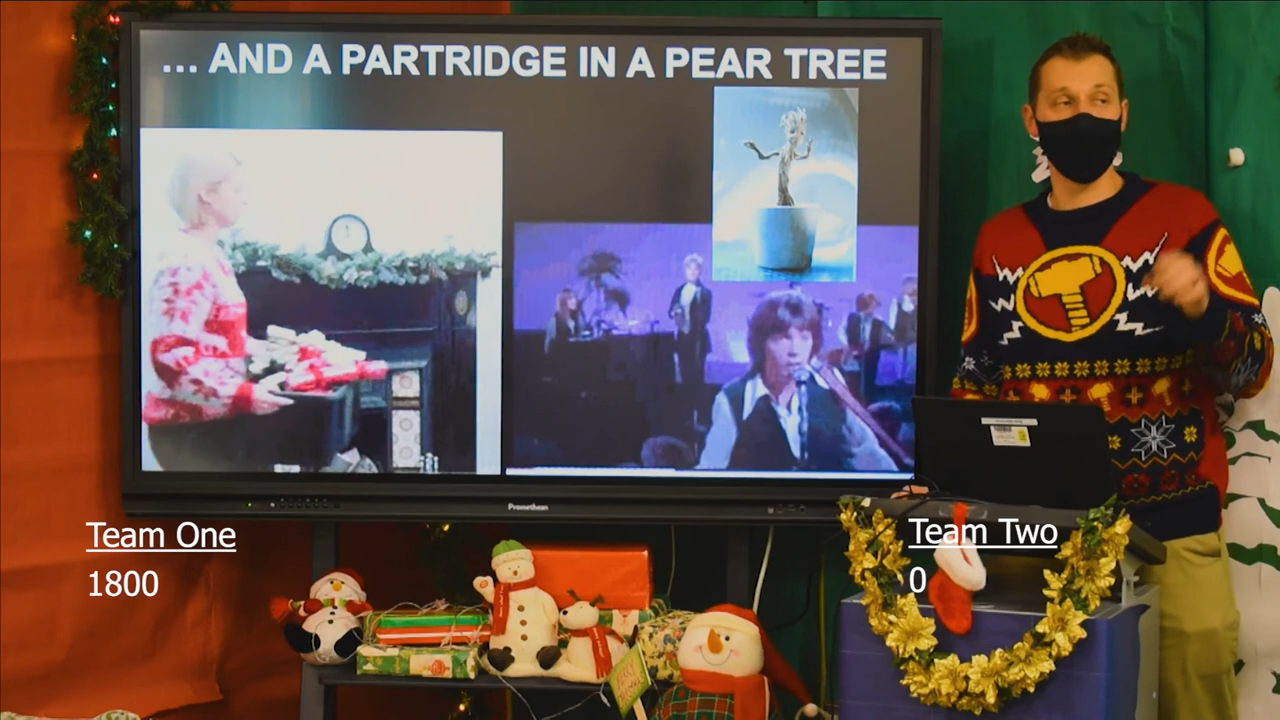 ... AND A PARTRIDGE IN A PEAR TREE
Promethean
Team One
1800
Team Two
0